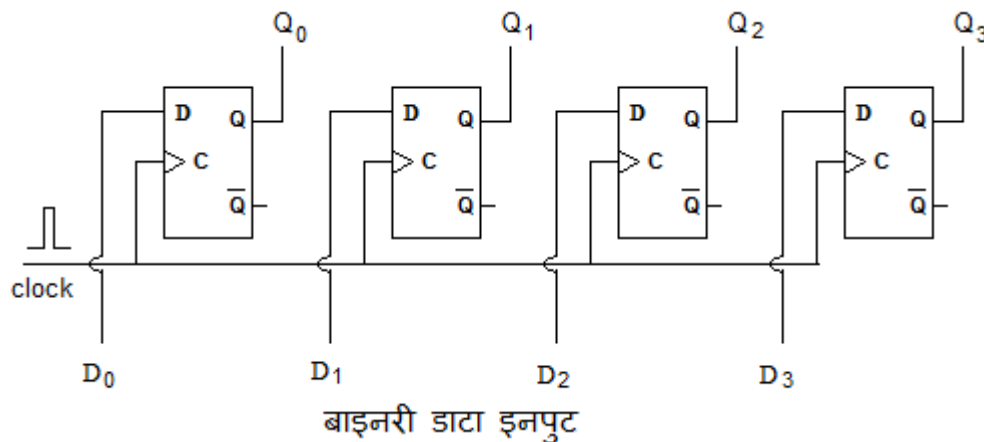 Q0 Q1 Q2 Q3
D Q D Q D Q D Q
C C C C
Q̅ Q̅ Q̅ Q̅
clock
D0 D1 D2 D3
बाइनरी डाटा इनपुट